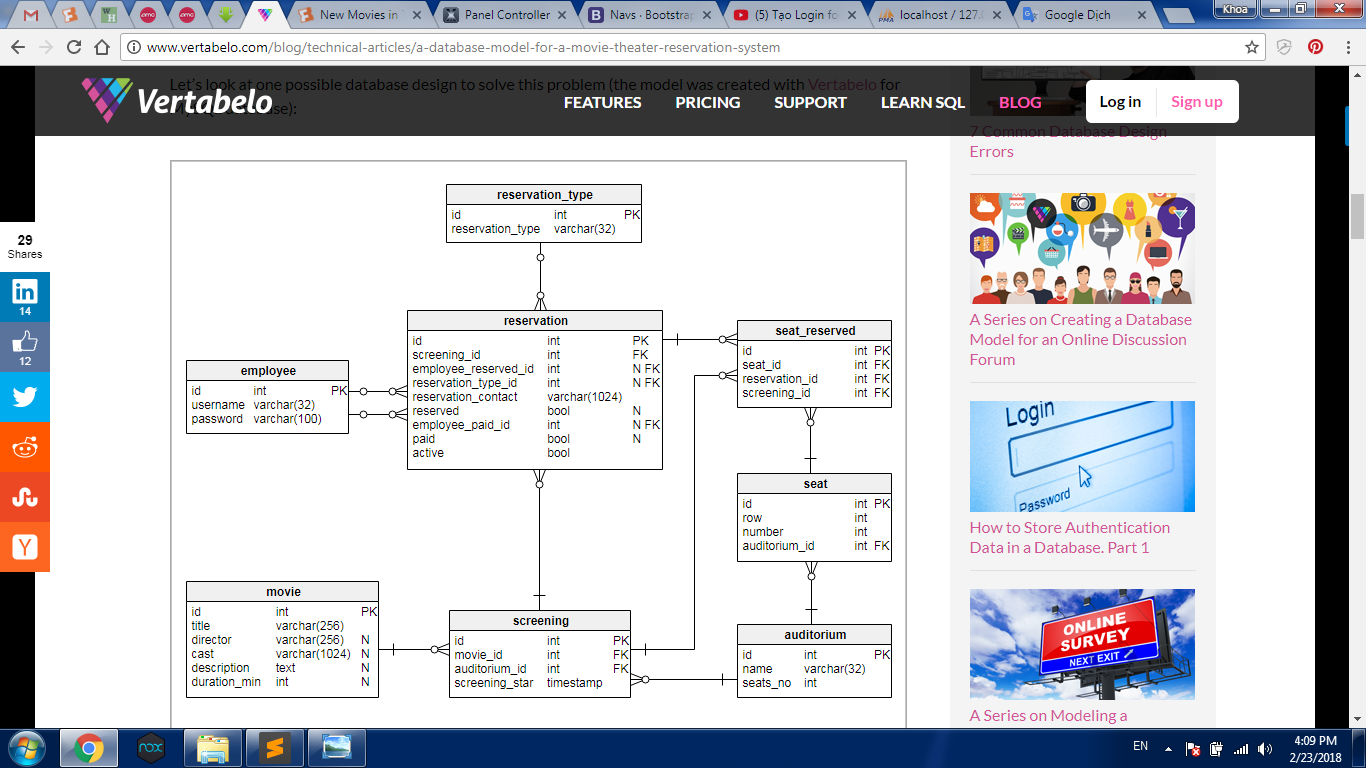 New Movies in
Panel Controller
Navs · Bootstrap
(5) Tạo Login fo
localhost / 127.
Google Dịch
Khoa
www.vertabelo.com/blog/technical-articles/a-database-model-for-a-movie-theater-reservation-system
Let's look at one possible database design to solve this problem (the model was created with Vertabelo for
Vertabelo
FEATURES PRICING SUPPORT LEARN SQL BLOG Log in Sign up
7 Common Database Design
Errors
29
Shares
14
12
reservation_type
id int PK
reservation_type varchar(32)
reservation
id int PK
screening_id int FK
employee_reserved_id int N FK
reservation_type_id int N FK
reservation_contact varchar(1024)
reserved bool N
employee_paid_id int N FK
paid bool N
active bool
seat_reserved
id int PK
seat_id int FK
reservation_id int FK
screening_id int FK
employee
id int PK
username varchar(32)
password varchar(100)
seat
id int PK
row int
number int
auditorium_id int FK
movie
id int PK
title varchar(256)
director varchar(256) N
cast varchar(1024) N
description text N
duration_min int N
screening
id int PK
movie_id int FK
auditorium_id int FK
screening_star timestamp
auditorium
id int PK
name varchar(32)
seats_no int
A Series on Creating a Database
Model for an Online Discussion
Forum
Login
Password
How to Store Authentication
Data in a Database. Part 1
ONLINE
SURVEY
NEXT EXIT
A Series on Modeling a
nox
EN
4:09 PM
2/23/2018